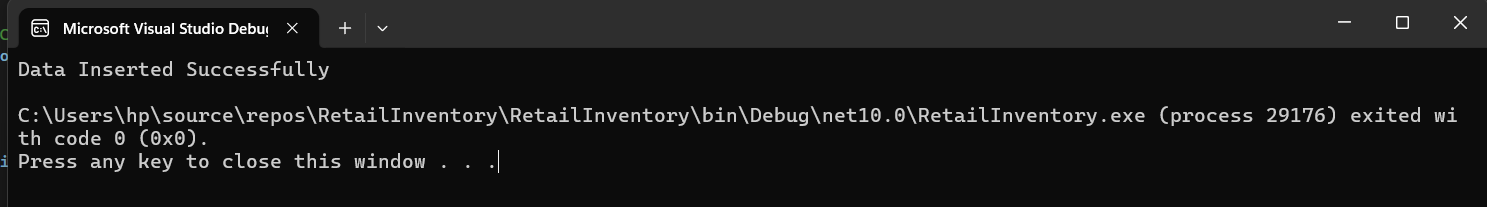 Microsoft Visual Studio Debu
Data Inserted Successfully
C:\Users\hp\source\repos\RetailInventory\RetailInventory\bin\Debug\net10.0\RetailInventory.exe (process 29176) exited wi
th code 0 (0x0).
Press any key to close this window . . .